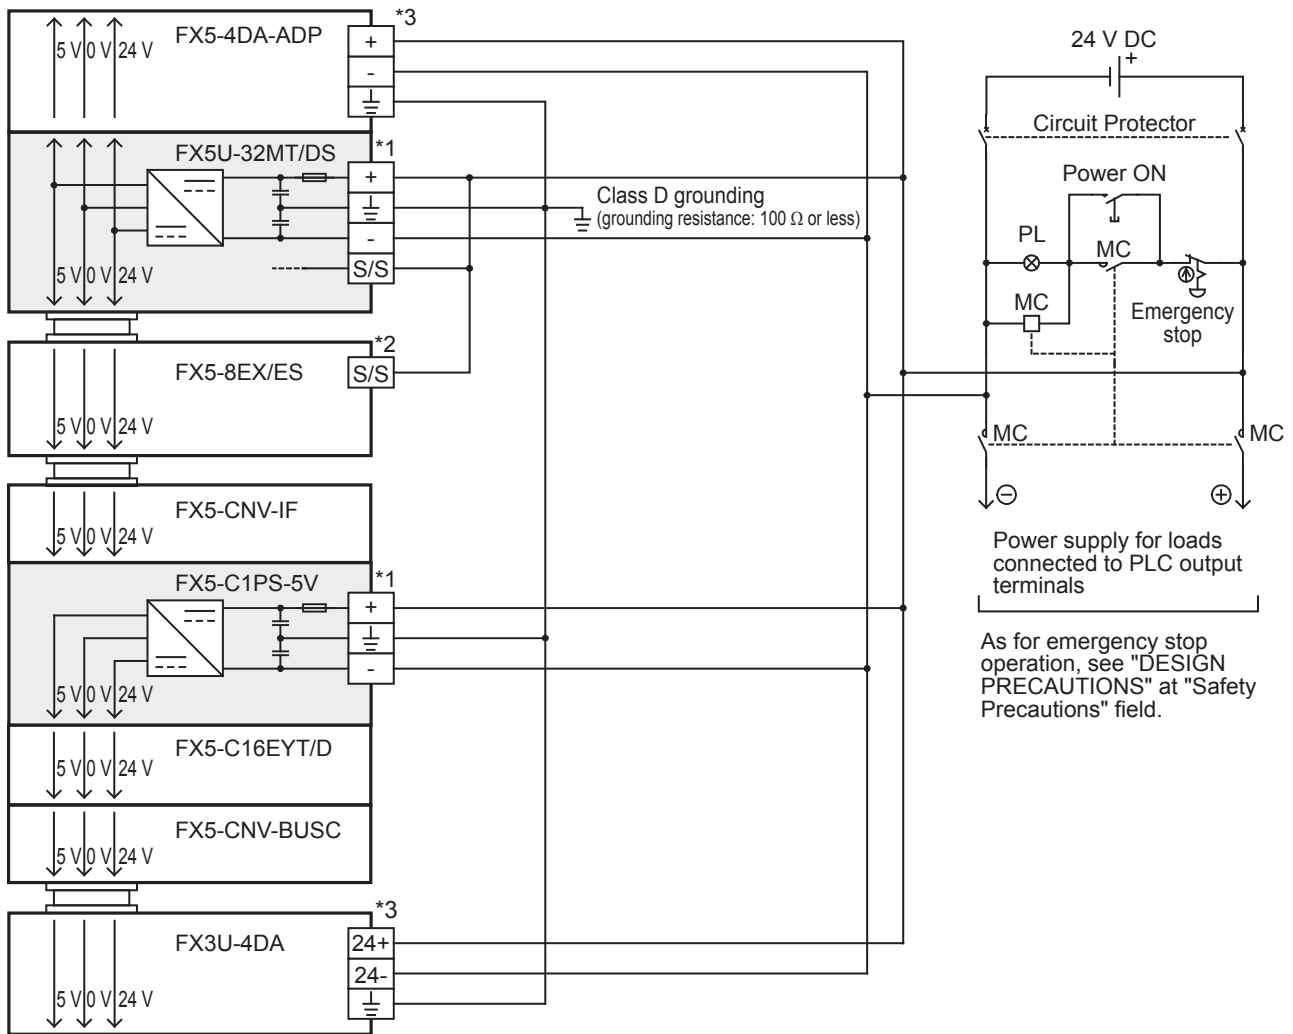 FX5-4DA-ADP
*3
5 V 0 V 24 V
+
-
FX5U-32MT/DS
*1
+
-
S/S
5 V 0 V 24 V
Class D grounding
(grounding resistance: 100 Ω or less)
FX5-8EX/ES
*2
S/S
5 V 0 V 24 V
FX5-CNV-IF
5 V 0 V 24 V
FX5-C1PS-5V
*1
+
-
5 V 0 V 24 V
FX5-C16EYT/D
5 V 0 V 24 V
FX5-CNV-BUSC
5 V 0 V 24 V
FX3U-4DA
*3
24+
24-
5 V 0 V 24 V
24 V DC
+
Circuit Protector
Power ON
PL
MC
MC
Emergency
stop
MC
MC
Power supply for loads
connected to PLC output
terminals
As for emergency stop
operation, see "DESIGN
PRECAUTIONS" at "Safety
Precautions" field.